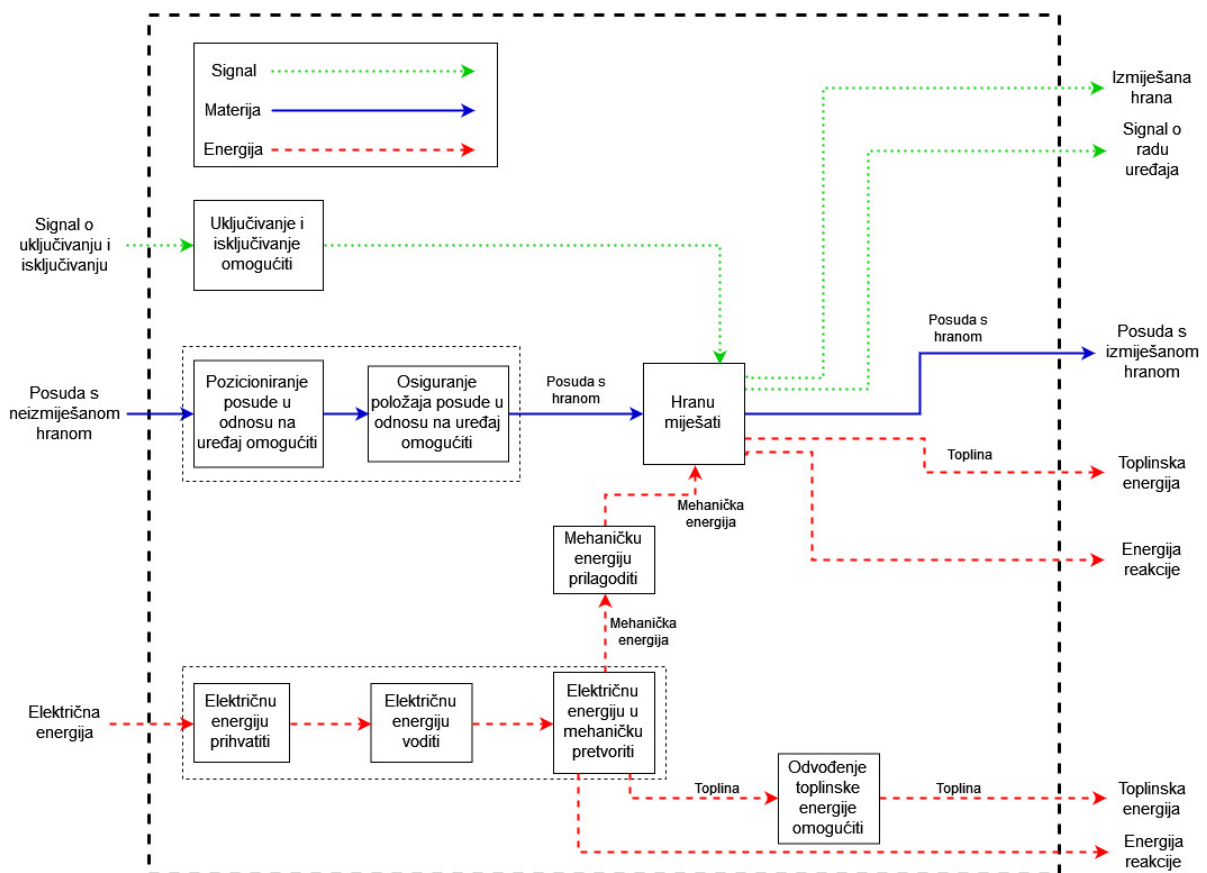 Signal
Materija
Energija
Izmiješana
hrana
Signal o
radu
uređaja
Signal o
uključivanju i
isključivanju
Uključivanje i
isključivanje
omogućiti
Posuda s
neizmiješanom
hranom
Pozicioniranje
posude u
odnosu na
uređaj omogućiti
Osiguranje
položaja posude u
odnosu na uređaj
omogućiti
Posuda s
hranom
Hranu
miješati
Posuda s
hranom
Posuda s
izmiješanom
hranom
Toplina
Toplinska
energija
Mehanička
energija
Energija
reakcije
Mehaničku
energiju
prilagoditi
Mehanička
energija
Električna
energija
Električnu
energiju
prihvatiti
Električnu
energiju
voditi
Električnu
energiju u
mehaničku
pretvoriti
Toplina
Odvođenje
toplinske
energije
omogućiti
Toplina
Toplinska
energija
Energija
reakcije